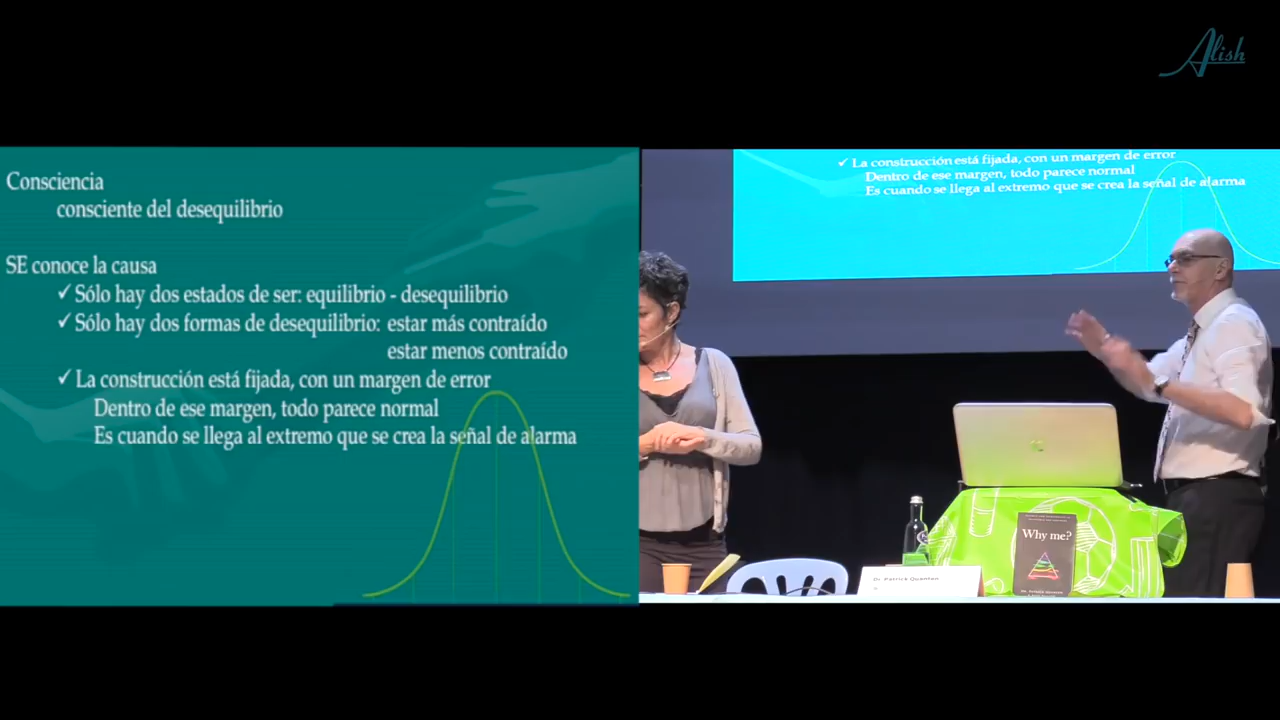 Alish
Consciencia
consciente del desequilibrio
SE conoce la causa
✓ Sólo hay dos estados de ser: equilibrio - desequilibrio
✓ Sólo hay dos formas de desequilibrio: estar más contraído
estar menos contraído
✓ La construcción está fijada, con un margen de error
Dentro de ese margen, todo parece normal
Es cuando se llega al extremo que se crea la señal de alarma
✓ La construcción está fijada, con un margen de error
Dentro de ese margen, todo parece normal
Es cuando se llega al extremo que se crea la señal de alarma
Why me?
Dr. Patrick Quanten